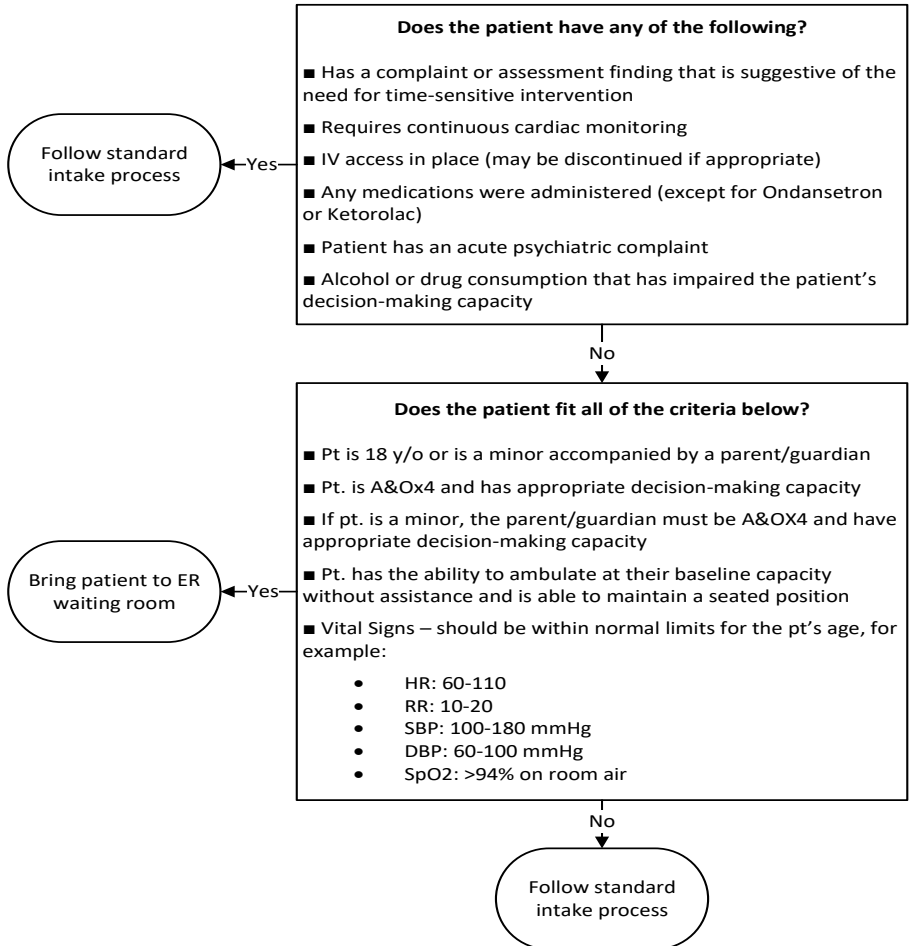 Does the patient have any of the following?
■ Has a complaint or assessment finding that is suggestive of the
need for time-sensitive intervention
■ Requires continuous cardiac monitoring
■ IV access in place (may be discontinued if appropriate)
■ Any medications were administered (except for Ondansetron
or Ketorolac)
■ Patient has an acute psychiatric complaint
■ Alcohol or drug consumption that has impaired the patient's
decision-making capacity
Yes
Follow standard
intake process
No
Does the patient fit all of the criteria below?
■ Pt is 18 y/o or is a minor accompanied by a parent/guardian
■ Pt. is A&Ox4 and has appropriate decision-making capacity
■ If pt. is a minor, the parent/guardian must be A&OX4 and have
appropriate decision-making capacity
■ Pt. has the ability to ambulate at their baseline capacity
without assistance and is able to maintain a seated position
■ Vital Signs – should be within normal limits for the pt's age, for
example:
• HR: 60-110
• RR: 10-20
• SBP: 100-180 mmHg
• DBP: 60-100 mmHg
• SpO2: >94% on room air
Yes
Bring patient to ER
waiting room
No
Follow standard
intake process